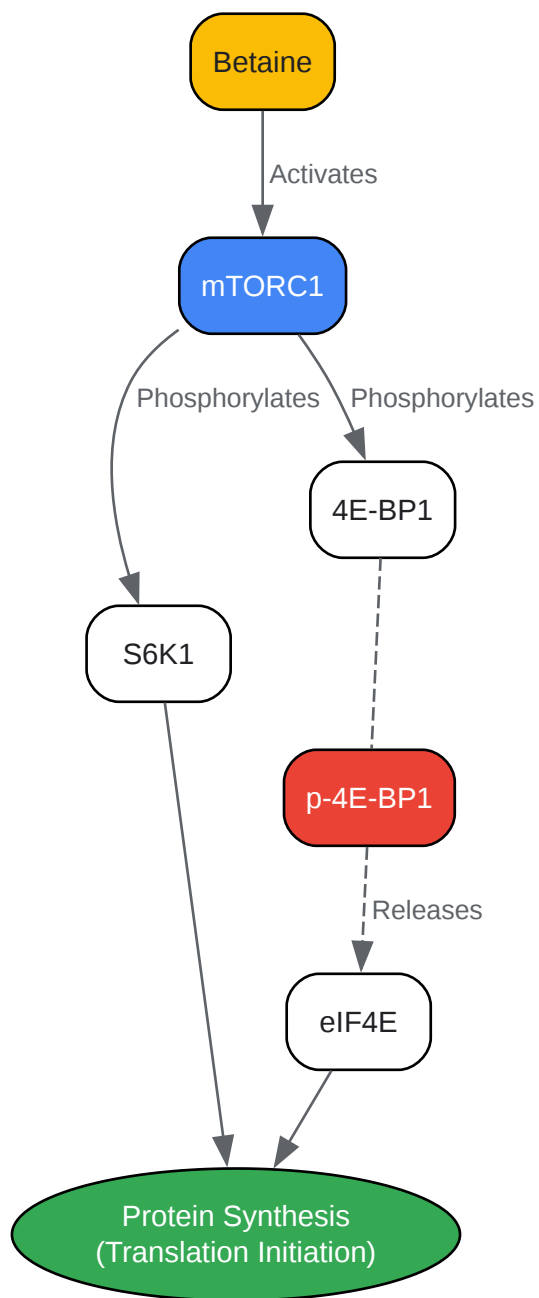 Betaine
Activates
mTORC1
Phosphorylates
Phosphorylates
4E-BP1
S6K1
p-4E-BP1
Releases
eIF4E
Protein Synthesis
(Translation Initiation)